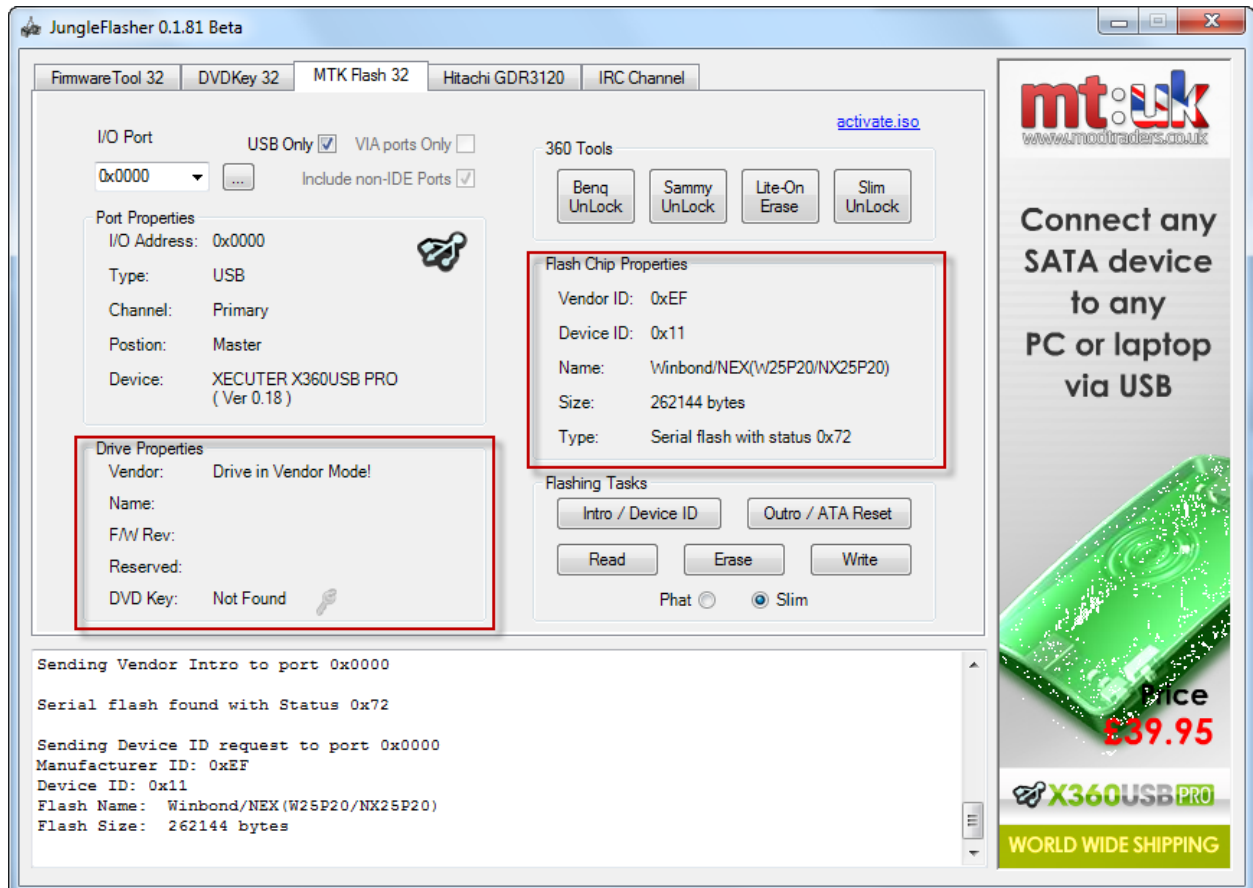 JungleFlasher 0.1.81 Beta
FirmwareTool 32
DVDKey 32
MTK Flash 32
Hitachi GDR3120
IRC Channel
I/O Port
USB Only
VIA ports Only
0x0000
...
Include non-IDE Ports
activate.iso
Port Properties
I/O Address: 0x0000
Type: USB
Channel: Primary
Postion: Master
Device: XECUTER X360USB PRO
( Ver 0.18 )
Drive Properties
Vendor: Drive in Vendor Mode!
Name:
F/W Rev:
Reserved:
DVD Key: Not Found
360 Tools
Benq
UnLock
Sammy
UnLock
Lite-On
Erase
Slim
UnLock
Flash Chip Properties
Vendor ID: 0xEF
Device ID: 0x11
Name: Winbond/NEX(W25P20/NX25P20)
Size: 262144 bytes
Type: Serial flash with status 0x72
Flashing Tasks
Intro / Device ID
Outro / ATA Reset
Read
Erase
Write
Phat
Slim
Sending Vendor Intro to port 0x0000
Serial flash found with Status 0x72
Sending Device ID request to port 0x0000
Manufacturer ID: 0xEF
Device ID: 0x11
Flash Name: Winbond/NEX(W25P20/NX25P20)
Flash Size: 262144 bytes
mt:uk
www.modtraders.co.uk
Connect any
SATA device
to any
PC or laptop
via USB
Price
£39.95
X360USB PRO
WORLD WIDE SHIPPING